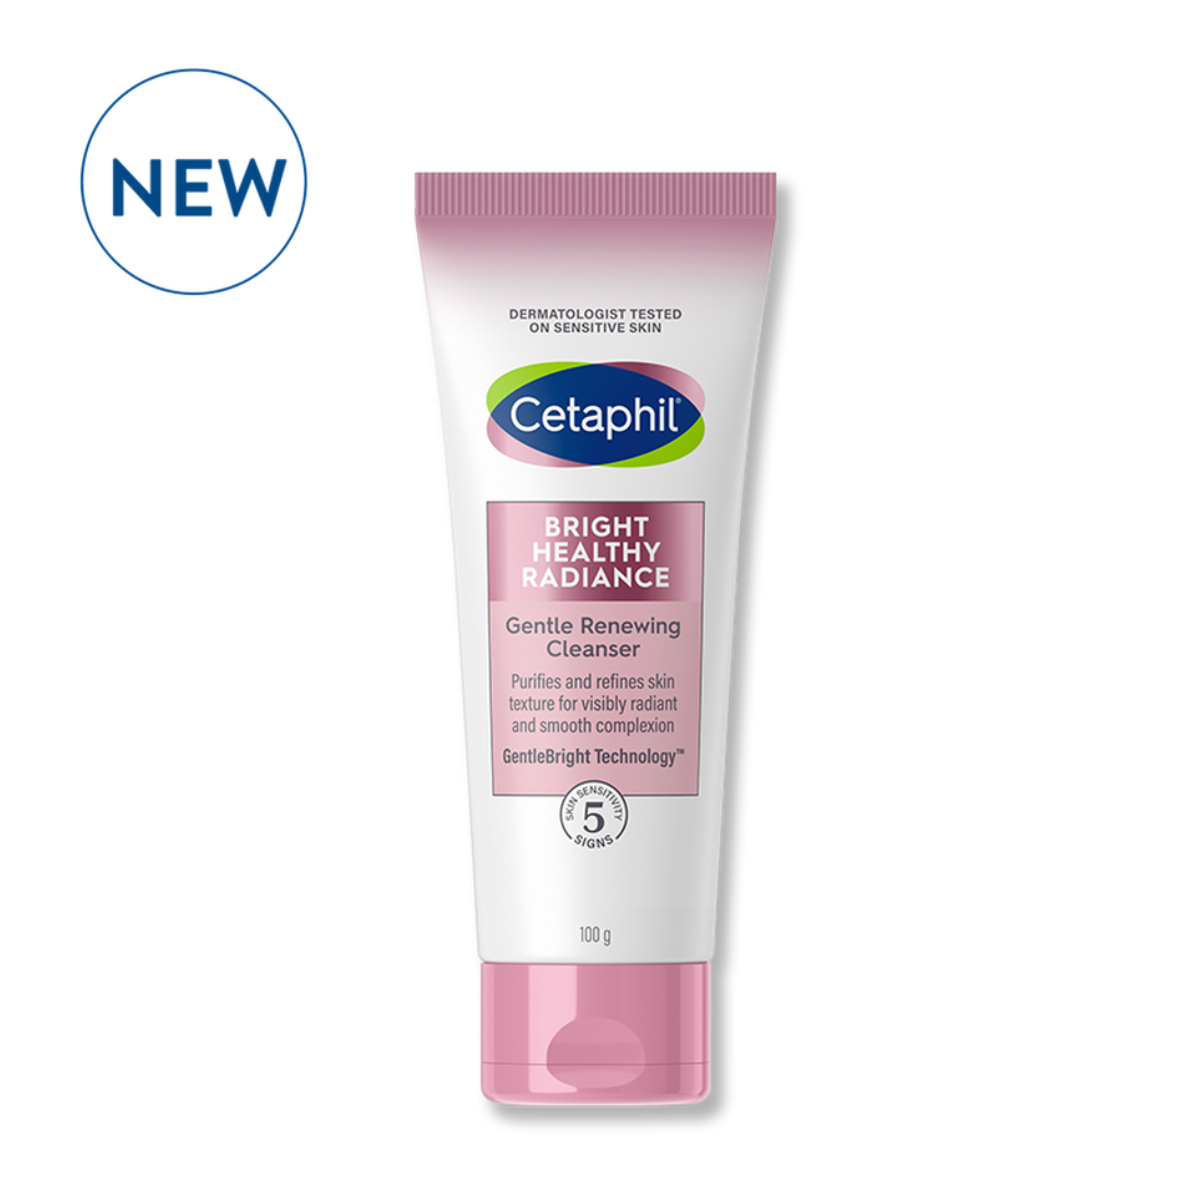 NEW
DERMATOLOGIST TESTED
ON SENSITIVE SKIN
Cetaphil®
BRIGHT
HEALTHY
RADIANCE
Gentle Renewing
Cleanser
Purifies and refines skin
texture for visibly radiant
and smooth complexion
GentleBright Technology™
SKIN SENSITIVITY
5
SIGNS
100 g